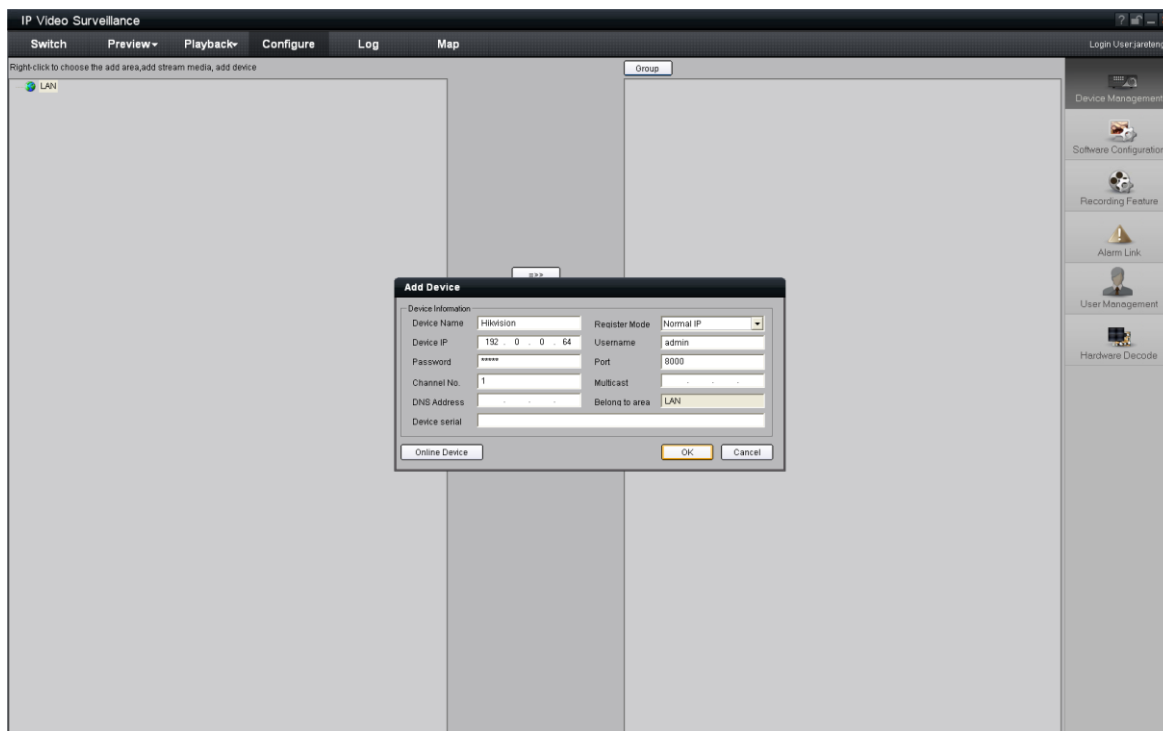 IP Video Surveillance
Switch Preview Playback Configure Log Map Login User:jareteng
Right-click to choose the add area,add stream media, add device
Group
LAN
Device Management
Software Configuration
Recording Feature
Alarm Link
User Management
Hardware Decode
=>>
Add Device
Device Information
Device Name Hikvision Register Mode Normal IP
Device IP 192 . 0 . 0 . 64 Username admin
Password ***** Port 8000
Channel No. 1 Multicast . . .
DNS Address . . . Belong to area LAN
Device serial
Online Device OK Cancel